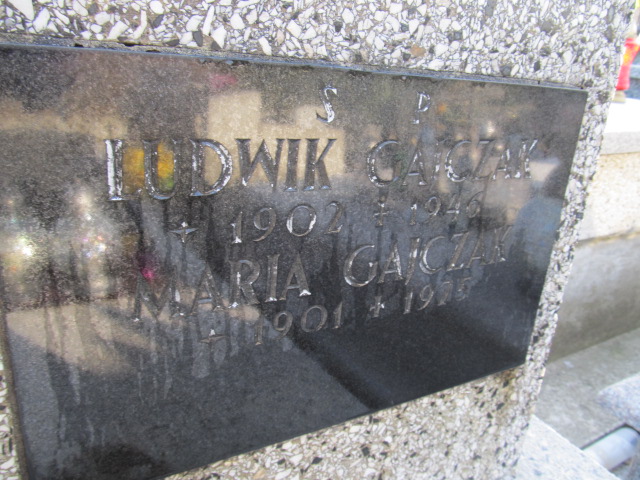 Ś P
LUDWIK GAJCZAK
+ 1902 + 1946
MARIA GAJCZAK
+ 1901 +